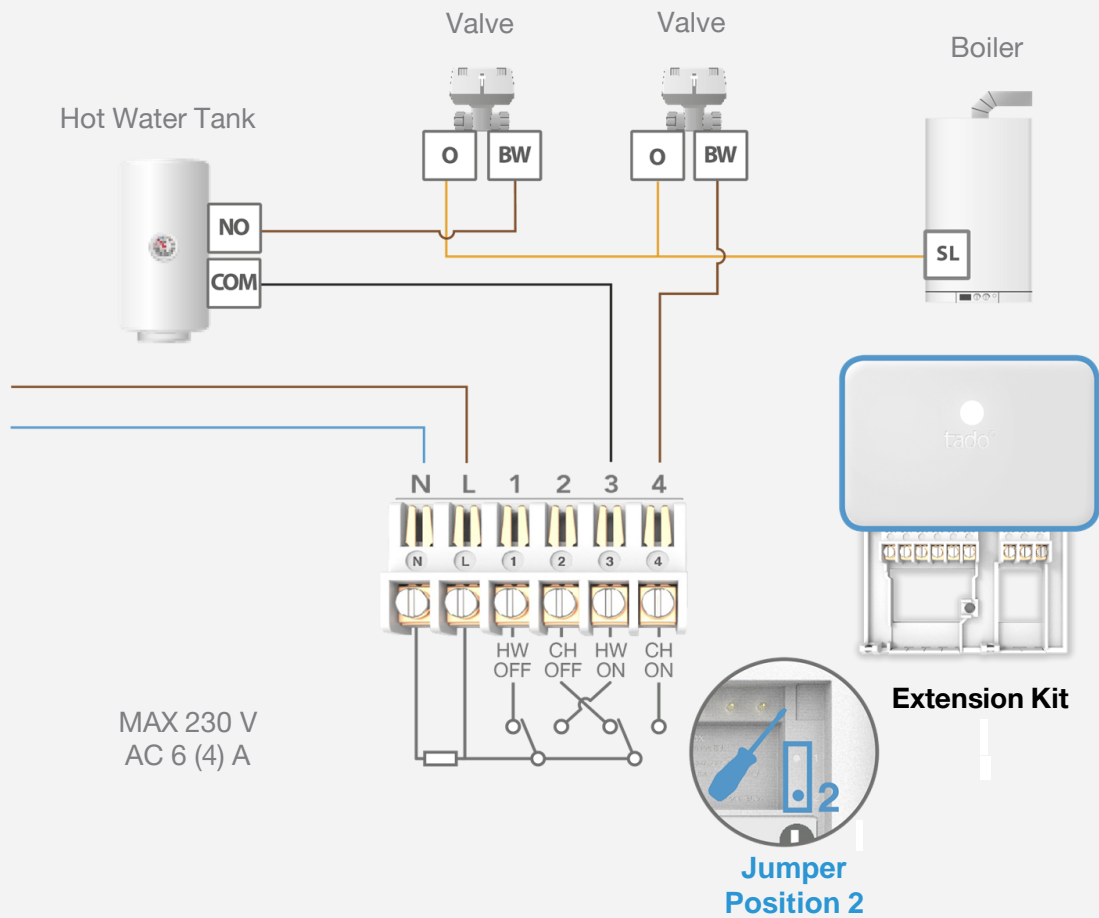 Valve
Valve
Boiler
Hot Water Tank
O
BW
O
BW
NO
COM
SL
tado°
N L 1 2 3 4
N L 1 2 3 4
HW OFF
CH OFF
HW ON
CH ON
MAX 230 V
AC 6 (4) A
Extension Kit
2
Jumper
Position 2